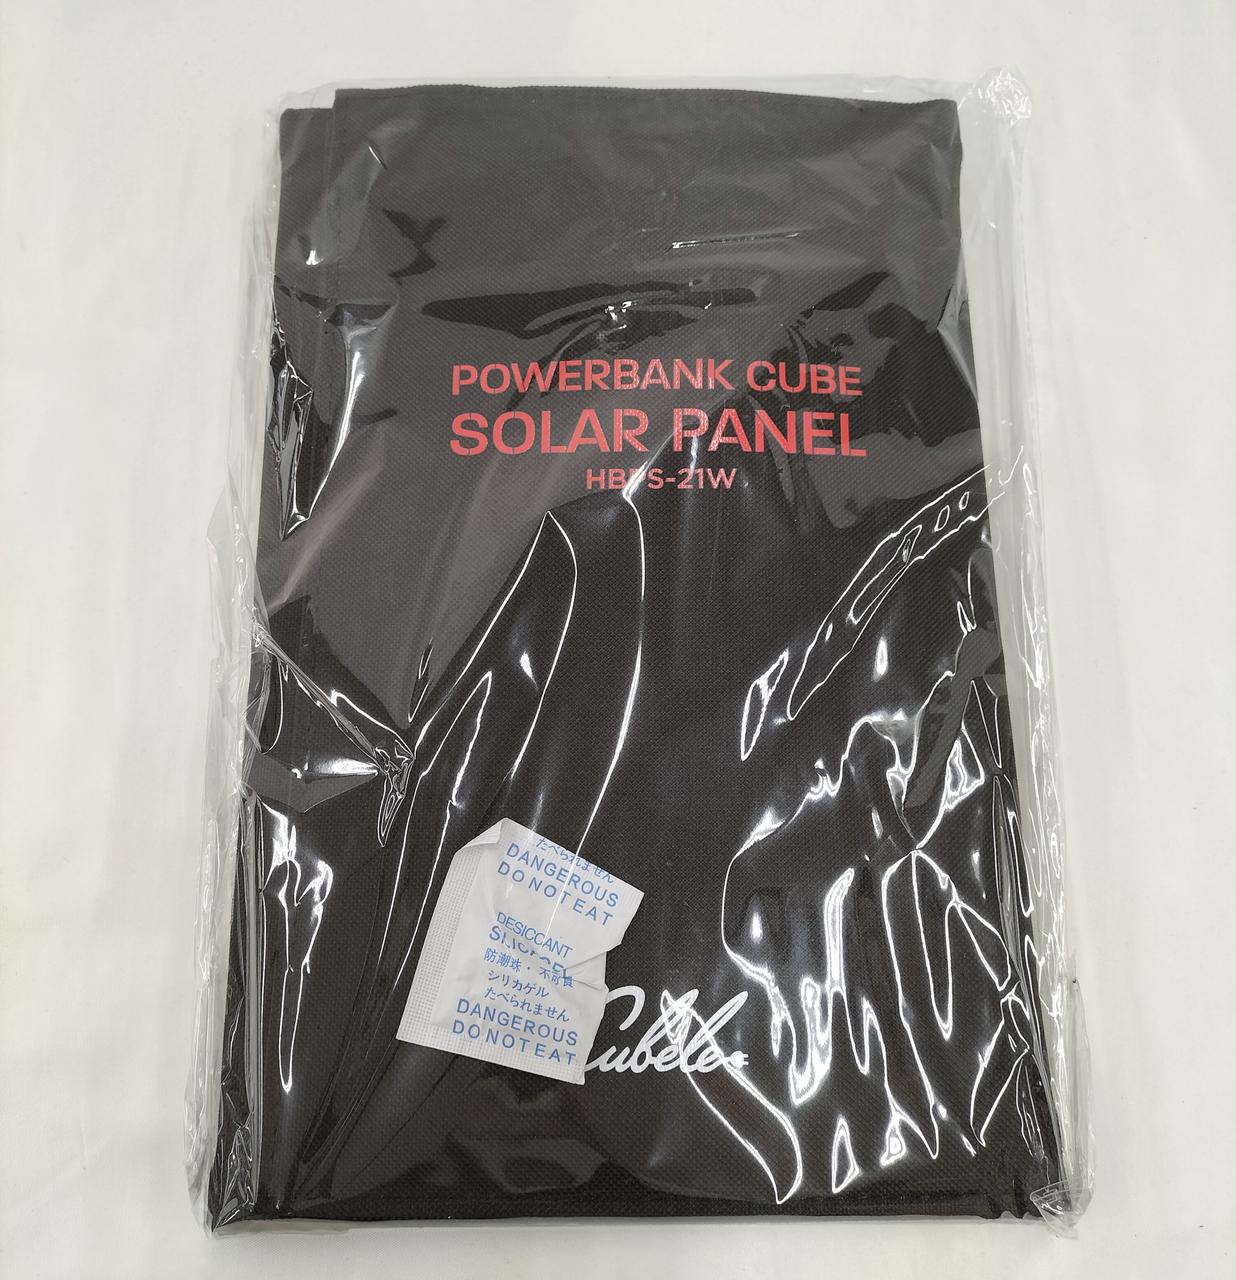 POWERBANK CUBE
SOLAR PANEL
HBPS-21W
たべられません
DANGEROUS
DO NOT EAT
DESICCANT
防潮珠・不可食
シリカゲル
たべられません
DANGEROUS
DO NOT EAT
Cubele